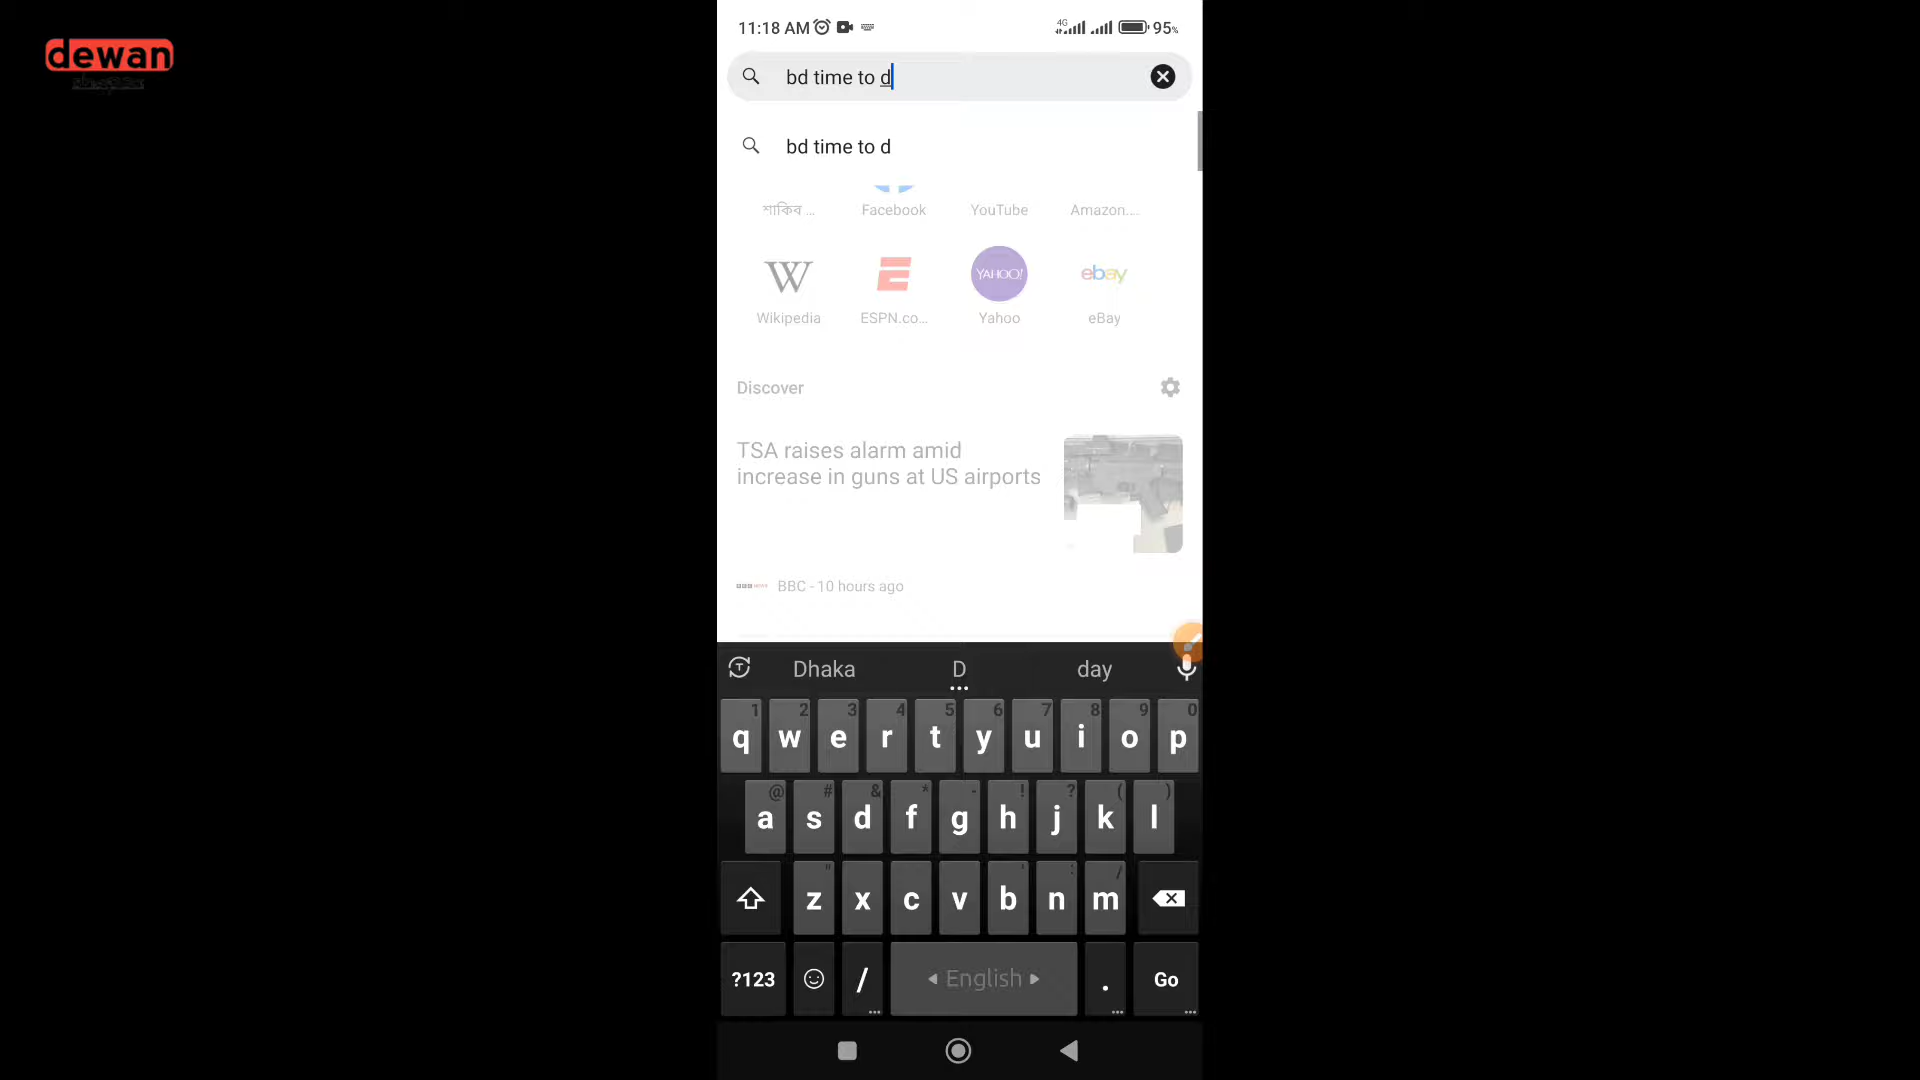 dewan
11:18 AM 4G 95%
bd time to d
bd time to d
শাকিব ... Facebook YouTube Amazon....
W YAHOO! ebay
Wikipedia ESPN.co... Yahoo eBay
Discover
TSA raises alarm amid
increase in guns at US airports
BBC - 10 hours ago
Dhaka D day
1 2 3 4 5 6 7 8 9 0
q w e r t y u i o p
@ # & * - ! ? ( )
a s d f g h j k l
" ' : /
z x c v b n m
?123 / English . Go